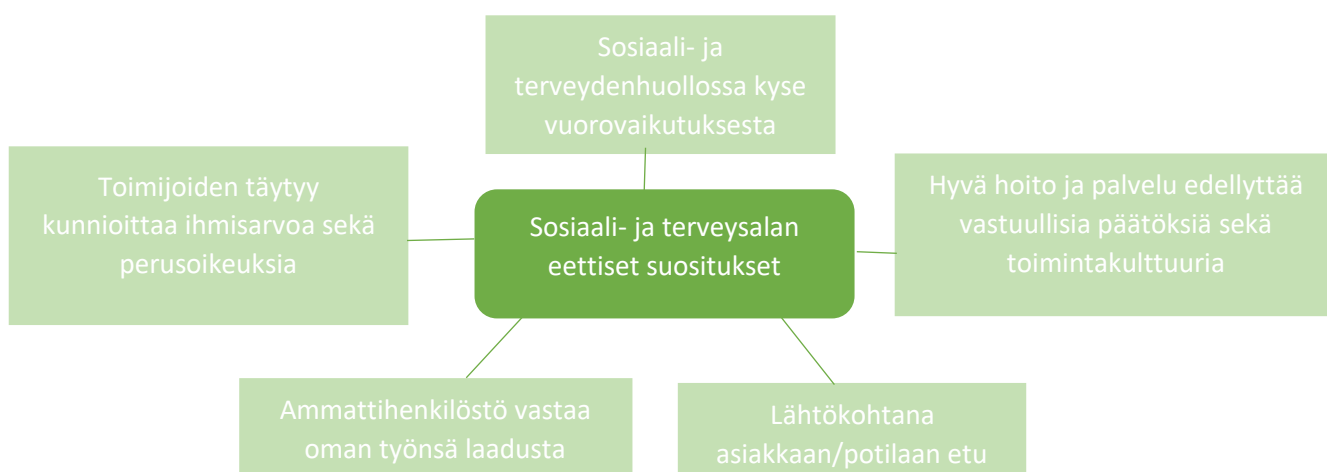 Sosiaali- ja
terveydenhuollossa kyse
vuorovaikutuksesta
Toimijoiden täytyy
kunnioittaa ihmisarvoa sekä
perusoikeuksia
Sosiaali- ja terveysalan
eettiset suositukset
Hyvä hoito ja palvelu edellyttää
vastuullisia päätöksiä sekä
toimintakulttuuria
Ammattihenkilöstö vastaa
oman työnsä laadusta
Lähtökohtana
asiakkaan/potilaan etu